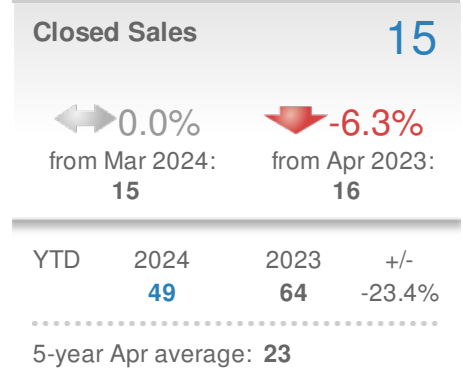 Closed Sales 15
0.0% -6.3%
from Mar 2024: from Apr 2023:
15 16
YTD 2024 2023 +/-
49 64 -23.4%
5-year Apr average: 23